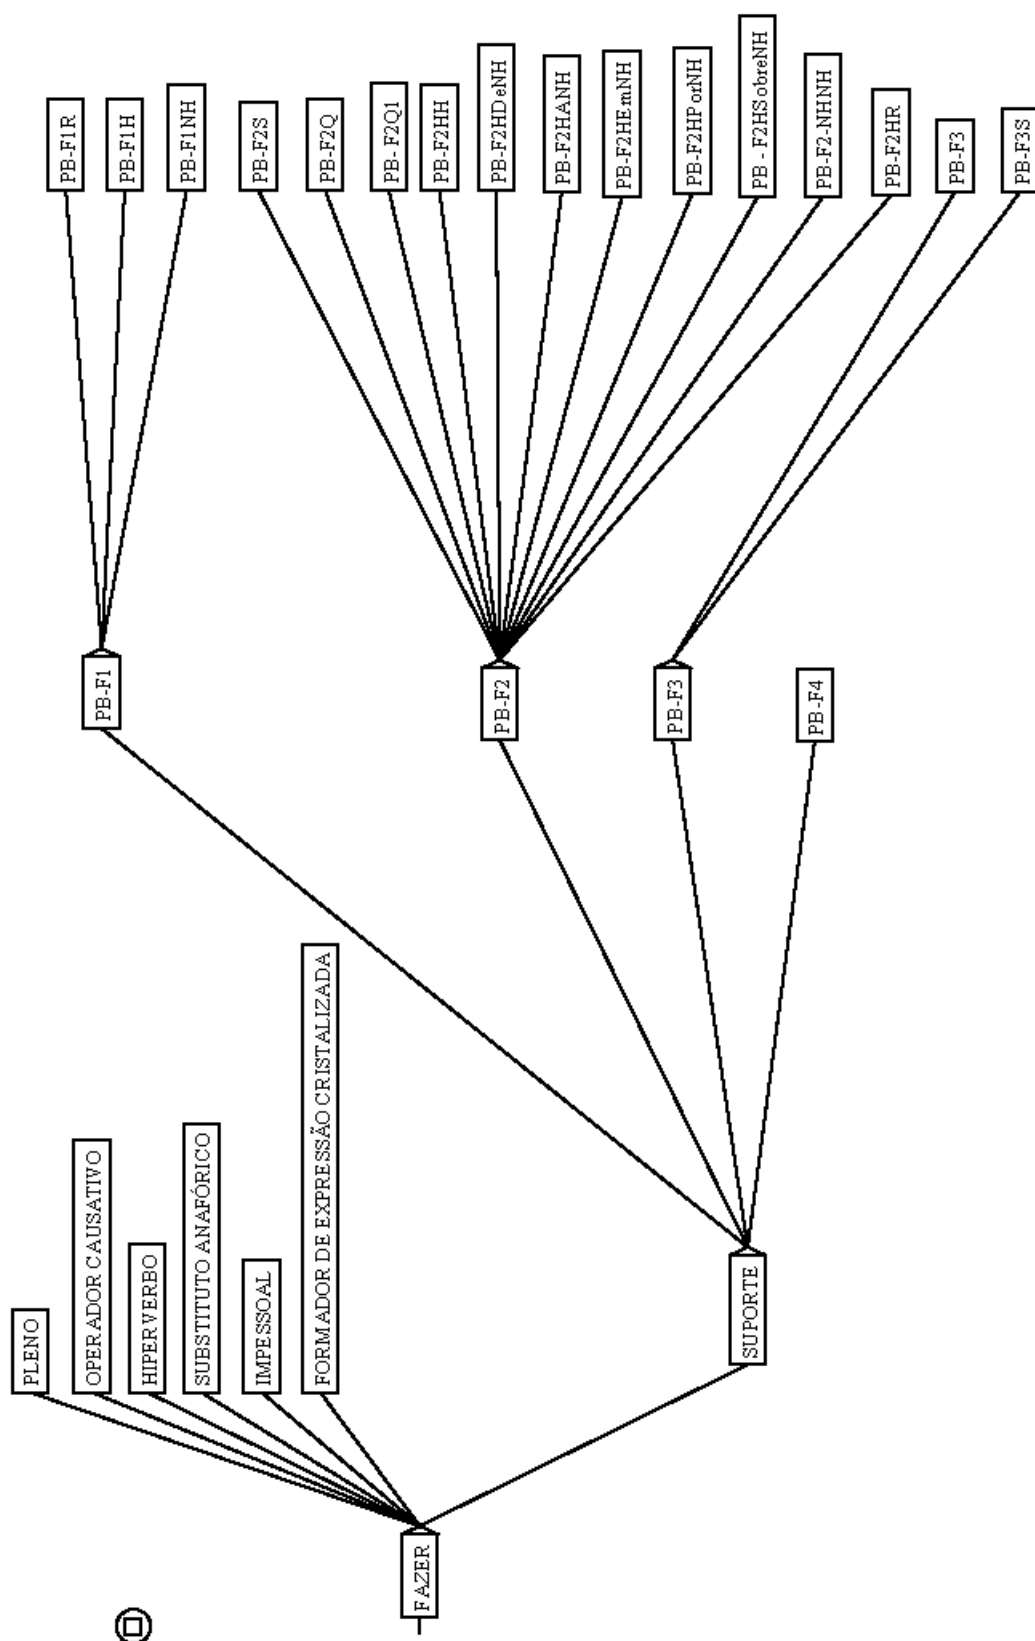 FAZER
PLENO
OPERADOR CAUSATIVO
HIPERVERBO
SUBSTITUTO ANAFÓRICO
IMPESSOAL
FORMADOR DE EXPRESSÃO CRISTALIZADA
SUPORTE
PB-F1
PB-F2
PB-F3
PB-F4
PB-F1R
PB-F1H
PB-F1NH
PB-F2S
PB-F2Q
PB- F2Q1
PB-F2HH
PB-F2HDeNH
PB-F2HANH
PB-F2HEmNH
PB-F2HPorNH
PB - F2HSobreNH
PB-F2-NHNH
PB-F2HR
PB-F3
PB-F3S